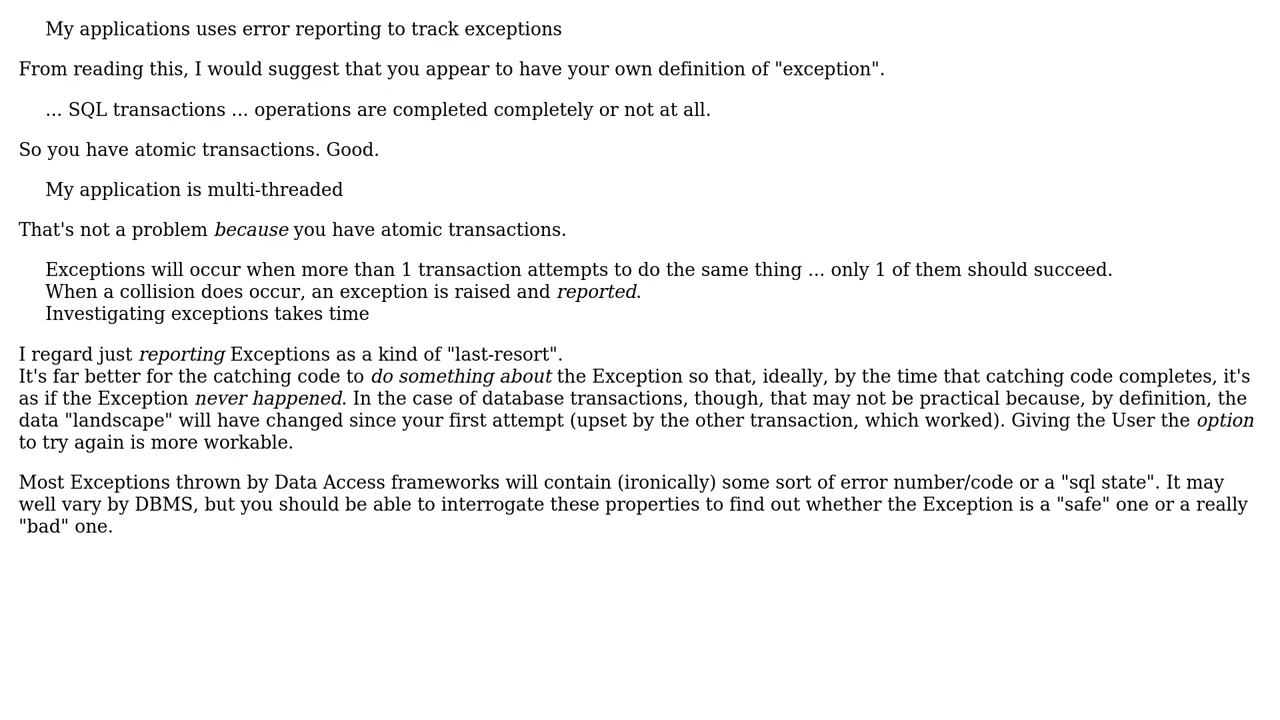 My applications uses error reporting to track exceptions
From reading this, I would suggest that you appear to have your own definition of "exception".
... SQL transactions ... operations are completed completely or not at all.
So you have atomic transactions. Good.
My application is multi-threaded
That's not a problem because you have atomic transactions.
Exceptions will occur when more than 1 transaction attempts to do the same thing ... only 1 of them should succeed.
When a collision does occur, an exception is raised and reported.
Investigating exceptions takes time
I regard just reporting Exceptions as a kind of "last-resort".
It's far better for the catching code to do something about the Exception so that, ideally, by the time that catching code completes, it's
as if the Exception never happened. In the case of database transactions, though, that may not be practical because, by definition, the
data "landscape" will have changed since your first attempt (upset by the other transaction, which worked). Giving the User the option
to try again is more workable.
Most Exceptions thrown by Data Access frameworks will contain (ironically) some sort of error number/code or a "sql state". It may
well vary by DBMS, but you should be able to interrogate these properties to find out whether the Exception is a "safe" one or a really
"bad" one.